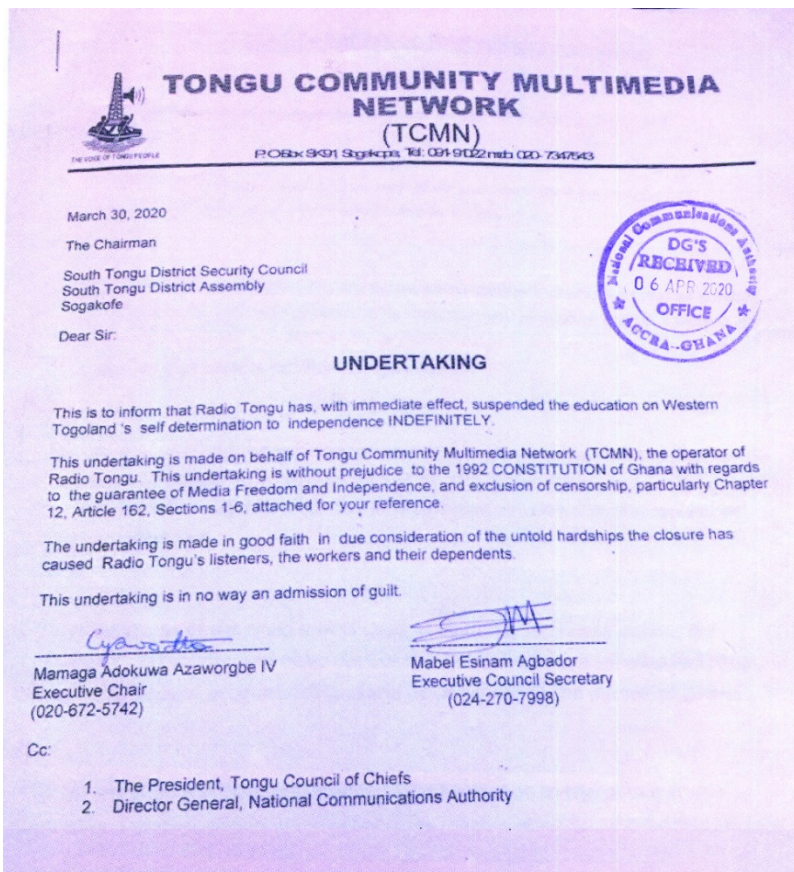 TONGU COMMUNITY MULTIMEDIA
NETWORK
(TCMN)
THE VOICE OF TONGU PEOPLE
P.O Box SK91, Sogakope, Tel: 020-7347543
March 30, 2020
The Chairman
South Tongu District Security Council
South Tongu District Assembly
Sogakofe
Dear Sir:
National Communications Authority
DG'S
RECEIVED
06 APR 2020
OFFICE
ACCRA-GHANA
UNDERTAKING
This is to inform that Radio Tongu has, with immediate effect, suspended the education on Western
Togoland 's self determination to independence INDEFINITELY.
This undertaking is made on behalf of Tongu Community Multimedia Network (TCMN), the operator of
Radio Tongu. This undertaking is without prejudice to the 1992 CONSTITUTION of Ghana with regards
to the guarantee of Media Freedom and Independence, and exclusion of censorship, particularly Chapter
12, Article 162, Sections 1-6, attached for your reference.
The undertaking is made in good faith in due consideration of the untold hardships the closure has
caused Radio Tongu's listeners, the workers and their dependents.
This undertaking is in no way an admission of guilt.
Mamaga Adokuwa Azaworgbe IV
Executive Chair
(020-672-5742)
Mabel Esinam Agbador
Executive Council Secretary
(024-270-7998)
Cc:
1. The President, Tongu Council of Chiefs
2. Director General, National Communications Authority